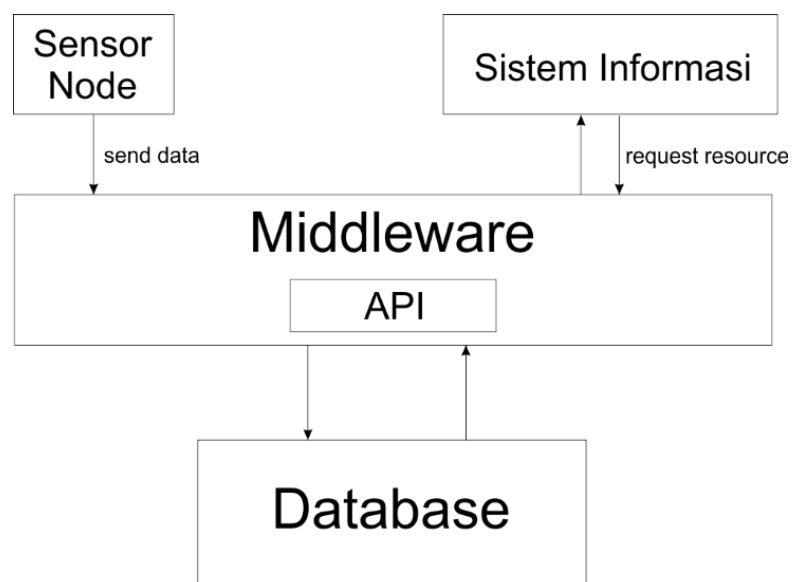 Sensor
Node
Sistem Informasi
send data
request resource
Middleware
API
Database